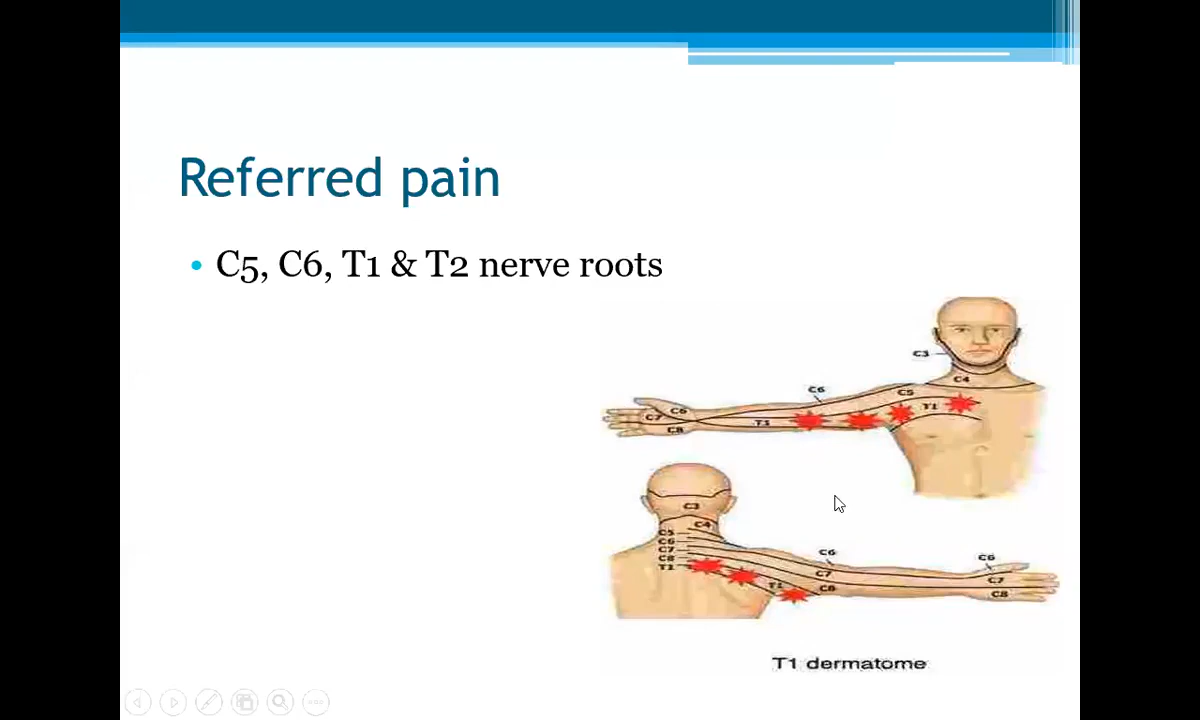 Referred pain
• C5, C6, T1 & T2 nerve roots
C3
C4
C6
C5
T1
C6
C7
C8
T1
C3
C4
C5
C6
C7
C8
T1
C6
C7
T1
C8
C6
C7
C8
T1 dermatome